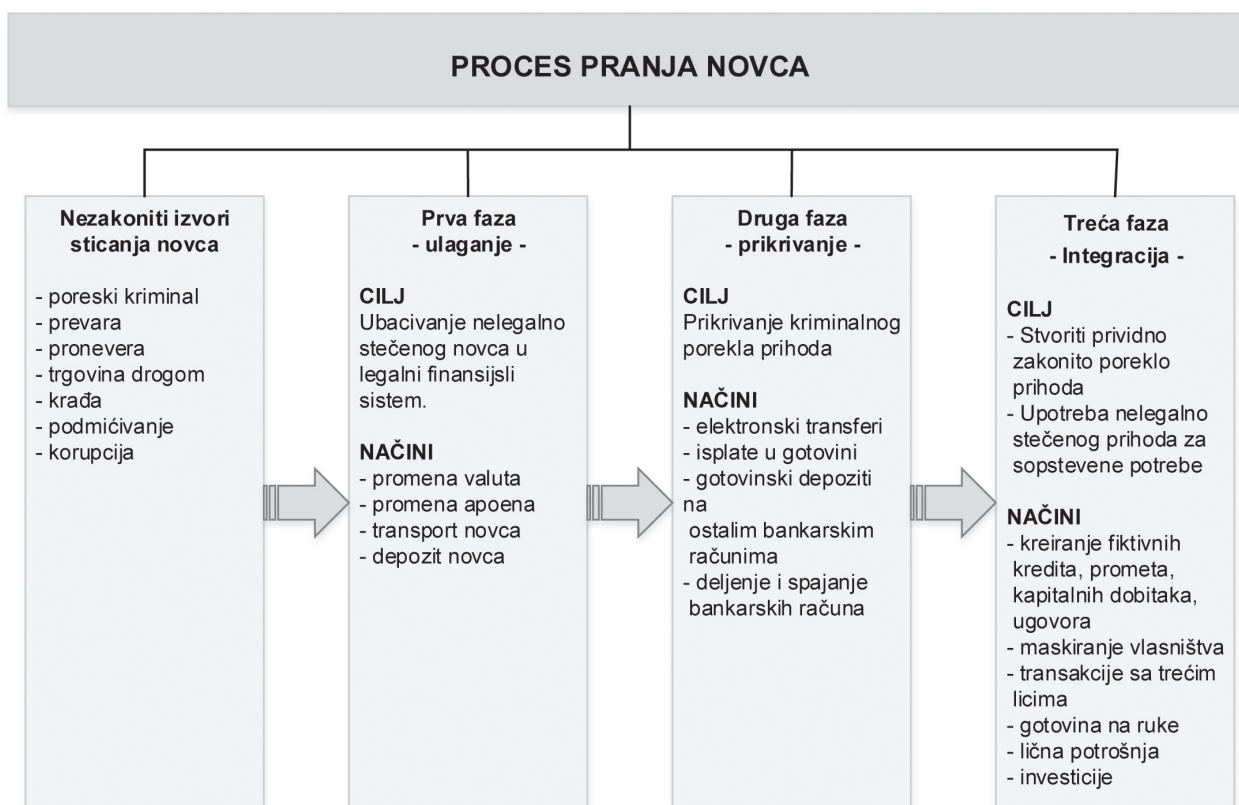 PROCES PRANJA NOVCA
Nezakoniti izvori
sticanja novca
- poreski kriminal
- prevara
- pronevera
- trgovina drogom
- krađa
- podmićivanje
- korupcija
Prva faza
- ulaganje -
CILJ
Ubacivanje nelegalno
stečenog novca u
legalni finansijsli
sistem.
NAČINI
- promena valuta
- promena apoena
- transport novca
- depozit novca
Druga faza
- prikrivanje -
CILJ
Prikrivanje kriminalnog
porekla prihoda
NAČINI
- elektronski transferi
- isplate u gotovini
- gotovinski depoziti
na
ostalim bankarskim
računima
- deljenje i spajanje
bankarskih računa
Treća faza
- Integracija -
CILJ
- Stvoriti prividno
zakonito poreklo
prihoda
- Upotreba nelegalno
stečenog prihoda za
sopstevene potrebe
NAČINI
- kreiranje fiktivnih
kredita, prometa,
kapitalnih dobitaka,
ugovora
- maskiranje vlasništva
- transakcije sa trećim
licima
- gotovina na ruke
- lična potrošnja
- investicije